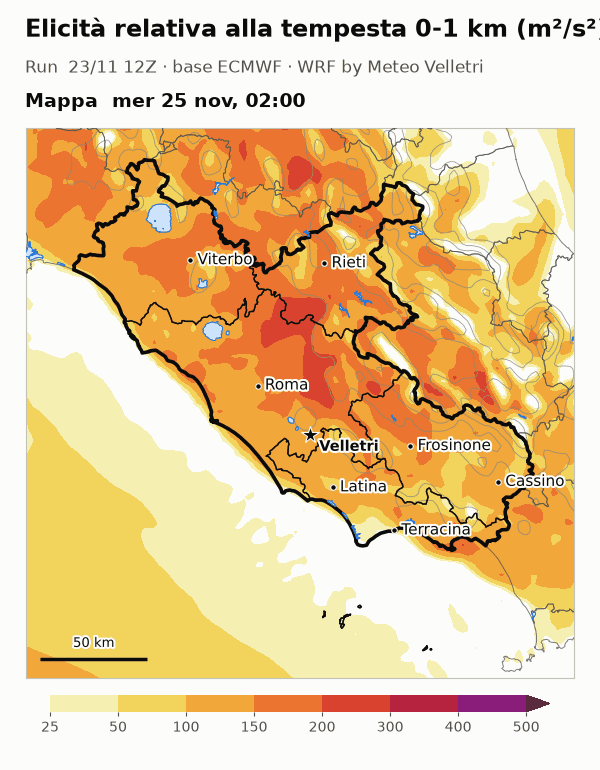 Elicità relativa alla tempesta 0-1 km (m²/s²)
Run 23/11 12Z · base ECMWF · WRF by Meteo Velletri
Mappa mer 25 nov, 02:00
Viterbo
Rieti
Roma
Velletri
Frosinone
Cassino
Latina
Terracina
50 km
25 50 100 150 200 300 400 500